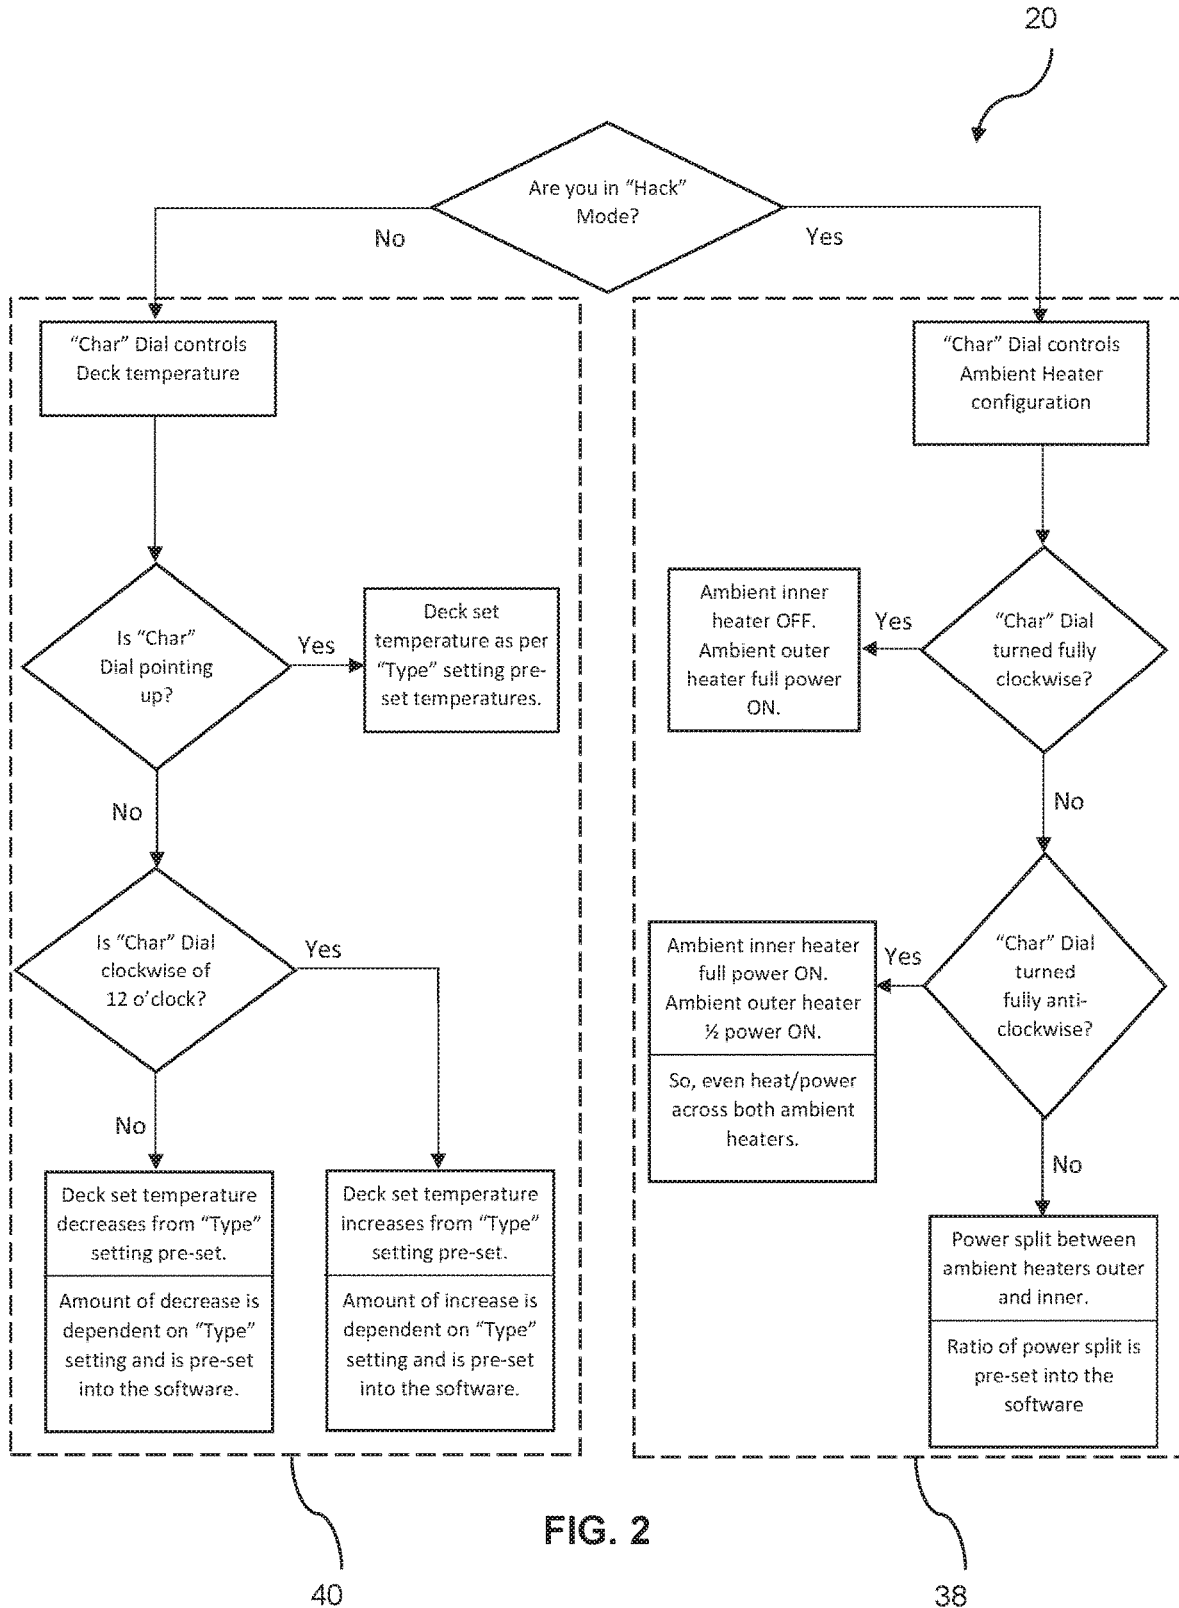 20
Are you in “Hack”
Mode?
No
Yes
“Char” Dial controls
Deck temperature
Is “Char”
Dial pointing
up?
Yes
Deck set
temperature as per
“Type” setting pre-
set temperatures.
No
Is “Char” Dial
clockwise of
12 o’clock?
Yes
No
Deck set temperature
decreases from “Type”
setting pre-set.
Amount of decrease is
dependent on “Type”
setting and is pre-set
into the software.
Deck set temperature
increases from “Type”
setting pre-set.
Amount of increase is
dependent on “Type”
setting and is pre-set
into the software.
40
“Char” Dial controls
Ambient Heater
configuration
“Char” Dial
turned fully
clockwise?
Yes
Ambient inner
heater OFF.
Ambient outer
heater full power
ON.
No
“Char” Dial
turned
fully anti-
clockwise?
Yes
Ambient inner heater
full power ON.
Ambient outer heater
½ power ON.
So, even heat/power
across both ambient
heaters.
No
Power split between
ambient heaters outer
and inner.
Ratio of power split is
pre-set into the
software
38
FIG. 2